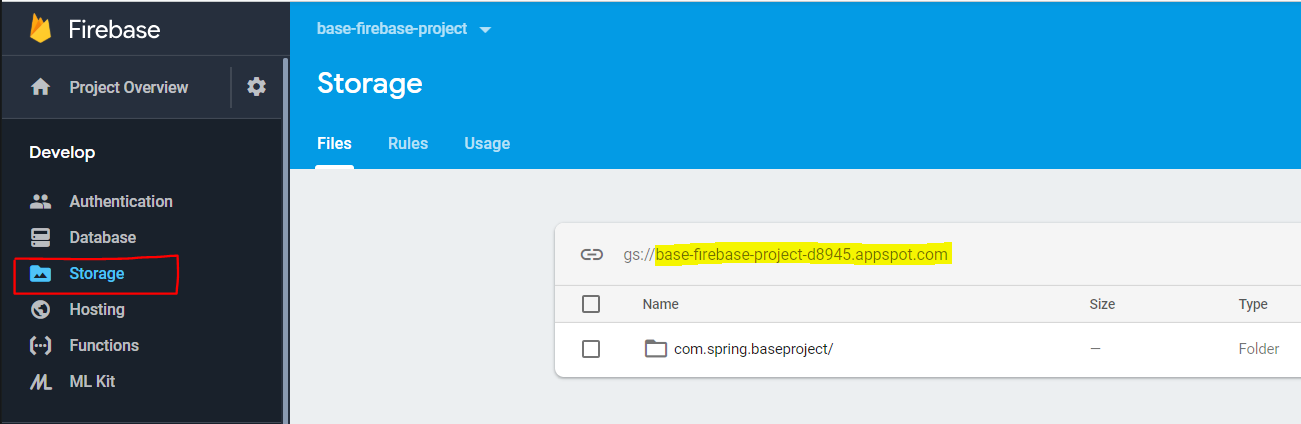 Firebase
Project Overview
Develop
Authentication
Database
Storage
Hosting
Functions
ML Kit
base-firebase-project
Storage
Files Rules Usage
gs://base-firebase-project-d8945.appspot.com
Name Size Type
com.spring.baseproject/ — Folder